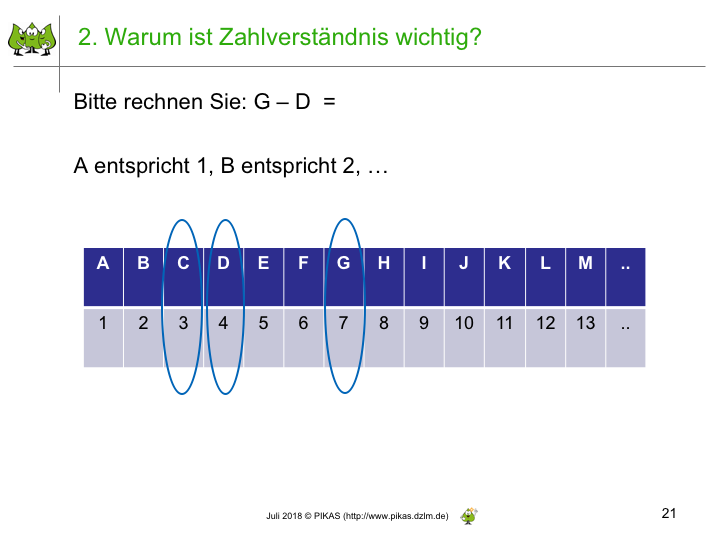 2. Warum ist Zahlverständnis wichtig?
Bitte rechnen Sie: G – D  =
A entspricht 1, B entspricht 2, …
A B C D E F G H I J K L M ..
1 2 3 4 5 6 7 8 9 10 11 12 13 ..
Juli 2018 © PIKAS (http://www.pikas.dzlm.de)
21